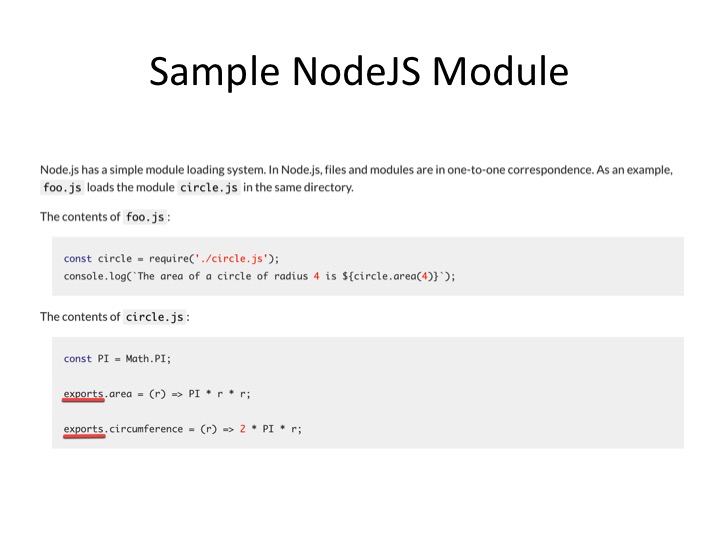 Sample NodeJS Module
Node.js has a simple module loading system. In Node.js, files and modules are in one-to-one correspondence. As an example,
foo.js loads the module circle.js in the same directory.
The contents of foo.js:
const circle = require('./circle.js');
console.log(`The area of a circle of radius 4 is ${circle.area(4)}`);
The contents of circle.js:
const PI = Math.PI;
exports.area = (r) => PI * r * r;
exports.circumference = (r) => 2 * PI * r;